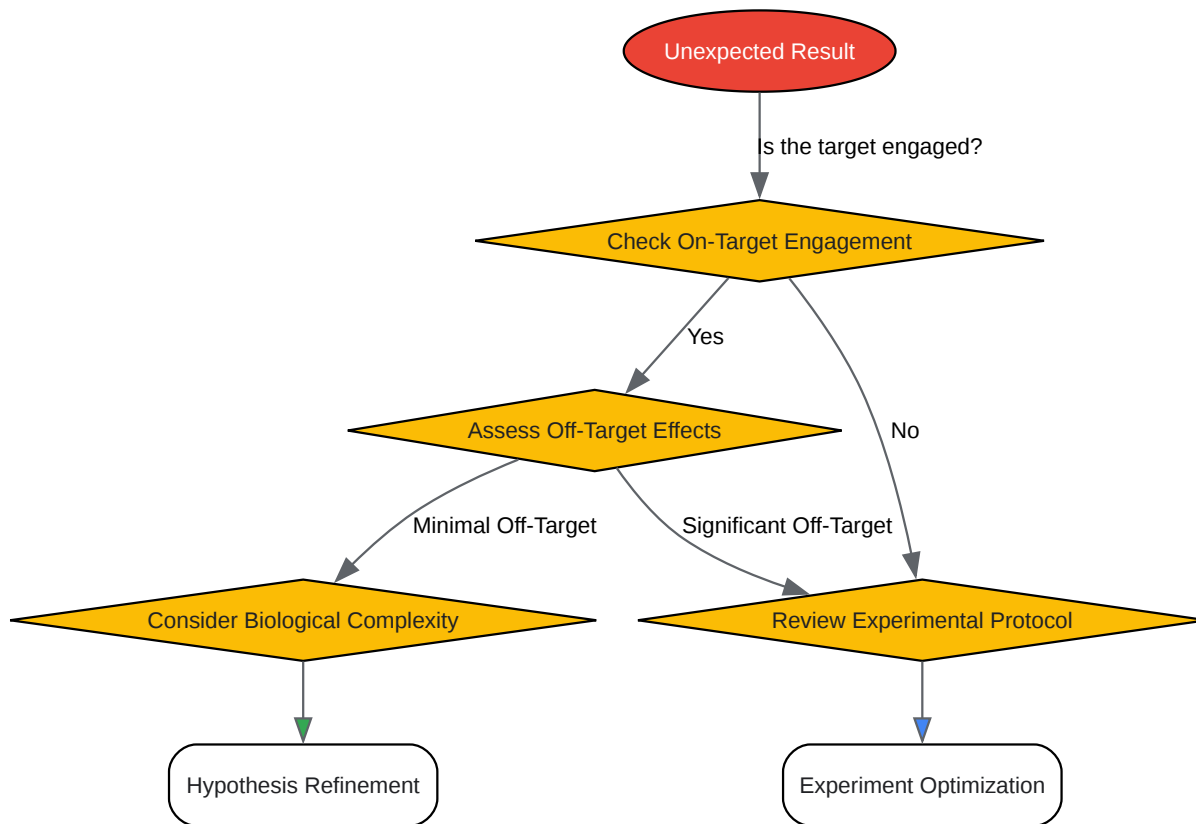 Unexpected Result
Is the target engaged?
Check On-Target Engagement
Yes
Assess Off-Target Effects
No
Minimal Off-Target
Significant Off-Target
Consider Biological Complexity
Review Experimental Protocol
Hypothesis Refinement
Experiment Optimization